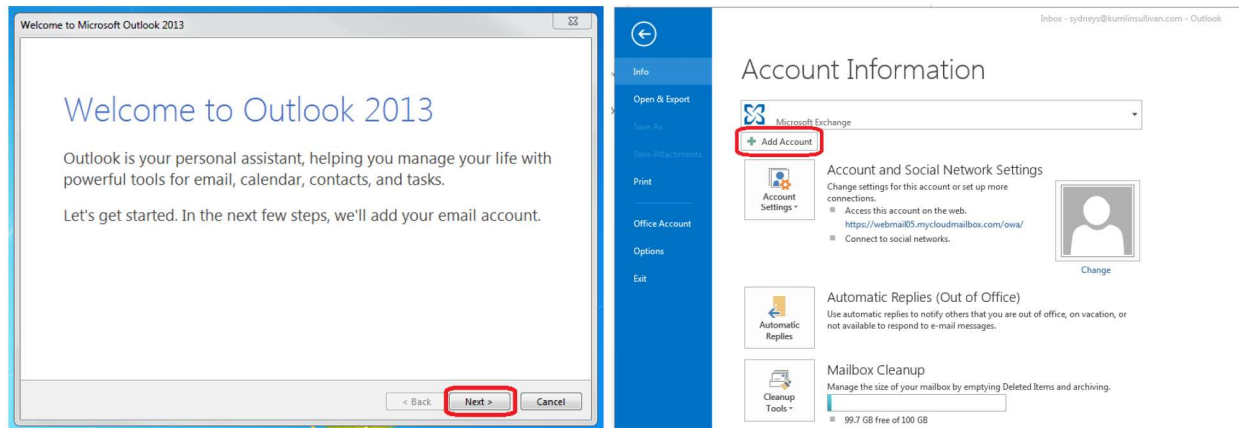 Welcome to Microsoft Outlook 2013
Welcome to Outlook 2013
Outlook is your personal assistant, helping you manage your life with
powerful tools for email, calendar, contacts, and tasks.
Let's get started. In the next few steps, we'll add your email account.
< Back
Next >
Cancel
Inbox - sydneys@kumlinsullivan.com - Outlook
Info
Open & Export
Save As
Save Attachments
Print
Office Account
Options
Exit
Account Information
Microsoft Exchange
Add Account
Account
Settings
Account and Social Network Settings
Change settings for this account or set up more
connections.
Access this account on the web.
https://webmail05.mycloudmailbox.com/owa/
Connect to social networks.
Change
Automatic
Replies
Automatic Replies (Out of Office)
Use automatic replies to notify others that you are out of office, on vacation, or
not available to respond to e-mail messages.
Cleanup
Tools
Mailbox Cleanup
Manage the size of your mailbox by emptying Deleted Items and archiving.
99.7 GB free of 100 GB